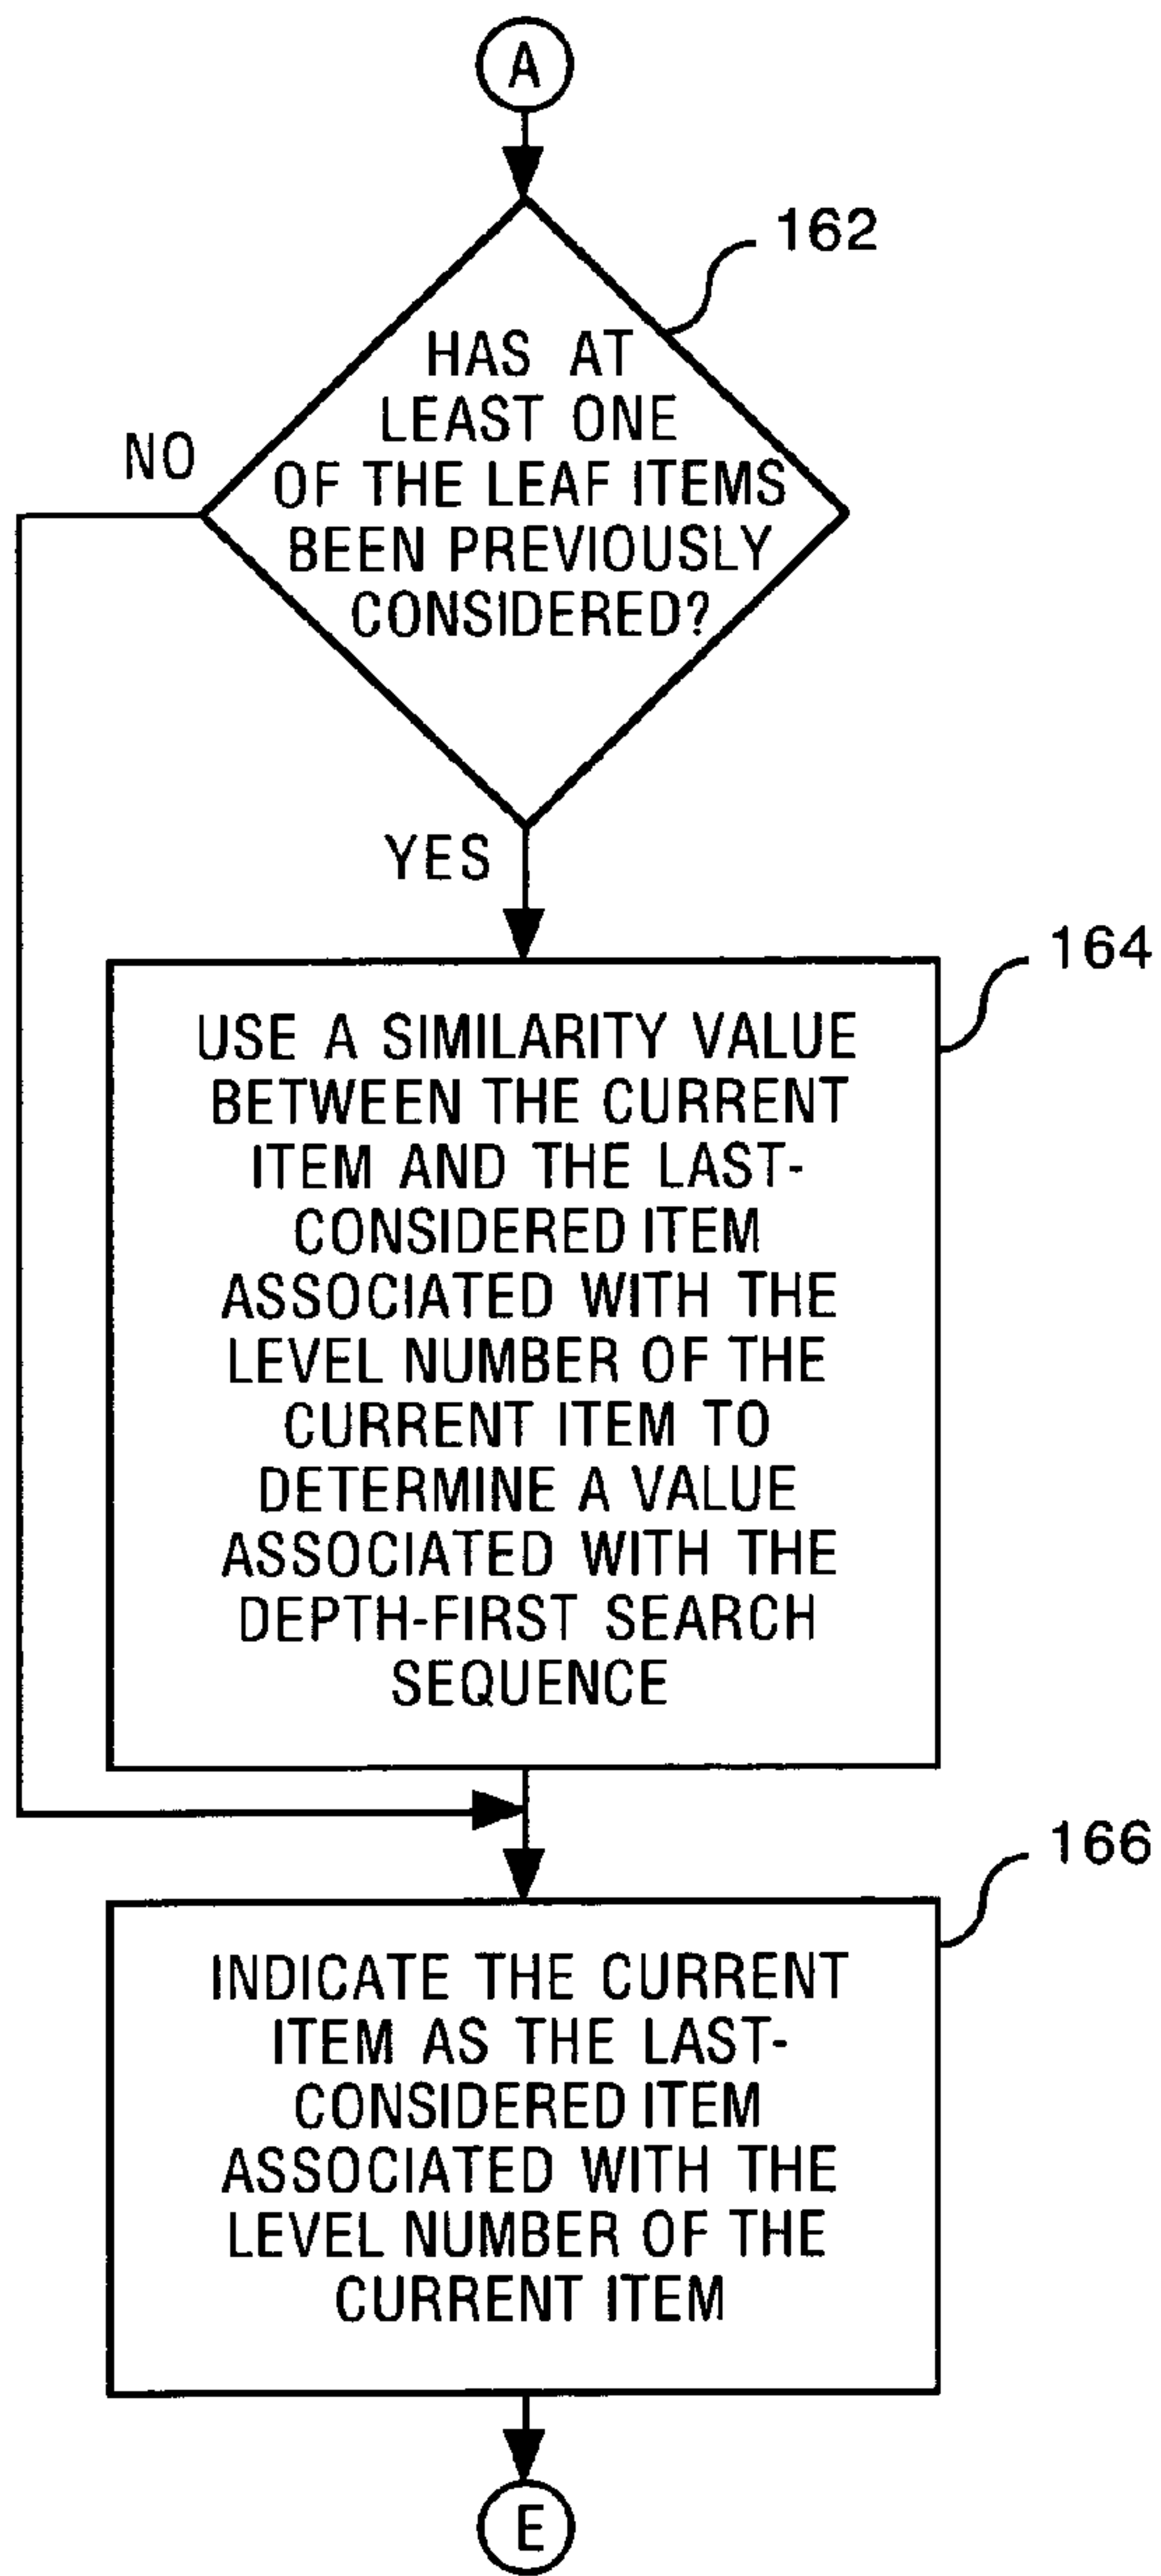 A
162
HAS AT
LEAST ONE
OF THE LEAF ITEMS
BEEN PREVIOUSLY
CONSIDERED?
NO
YES
164
USE A SIMILARITY VALUE
BETWEEN THE CURRENT
ITEM AND THE LAST-
CONSIDERED ITEM
ASSOCIATED WITH THE
LEVEL NUMBER OF THE
CURRENT ITEM TO
DETERMINE A VALUE
ASSOCIATED WITH THE
DEPTH-FIRST SEARCH
SEQUENCE
166
INDICATE THE CURRENT
ITEM AS THE LAST-
CONSIDERED ITEM
ASSOCIATED WITH THE
LEVEL NUMBER OF THE
CURRENT ITEM
E